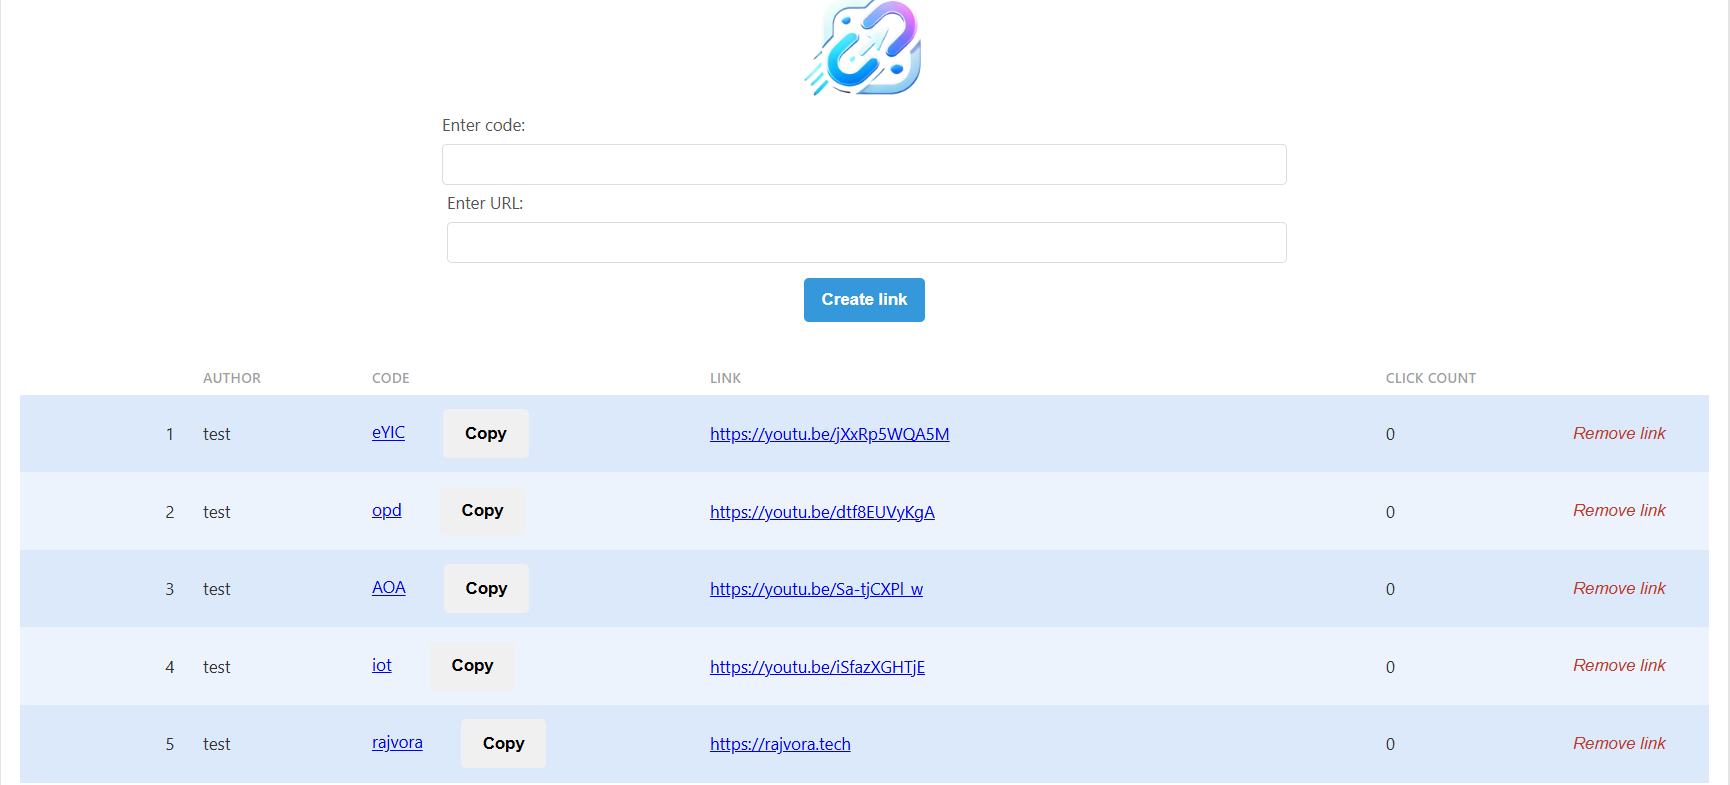 Enter code:
Enter URL:
Create link
AUTHOR CODE LINK CLICK COUNT
1 test eYIC Copy https://youtu.be/jXxRp5WQA5M 0 Remove link
2 test opd Copy https://youtu.be/dtf8EUVyKgA 0 Remove link
3 test AOA Copy https://youtu.be/Sa-tjCXPl_w 0 Remove link
4 test iot Copy https://youtu.be/iSfazXGHTjE 0 Remove link
5 test rajvora Copy https://rajvora.tech 0 Remove link